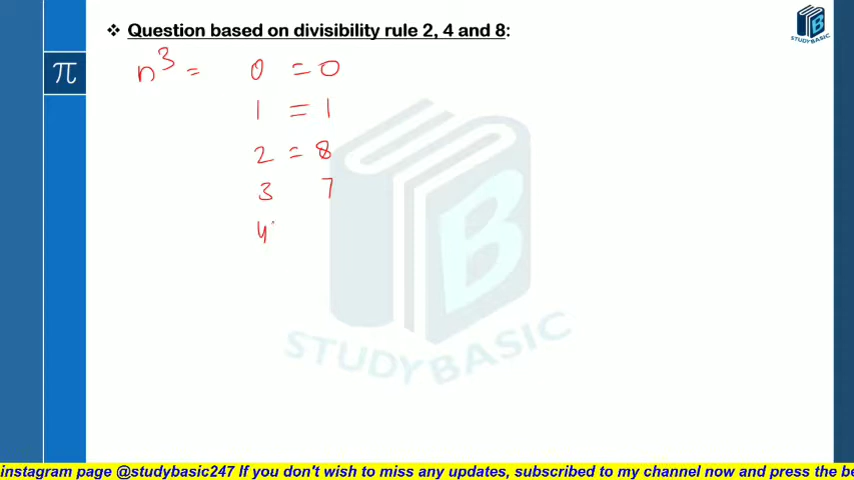 ❖ Question based on divisibility rule 2, 4 and 8:
STUDYBASIC
π
n³ = 0 = 0
1 = 1
2 = 8
3 7
4
B
STUDYBASIC
instagram page @studybasic247 If you don't wish to miss any updates, subscribed to my channel now and press the be